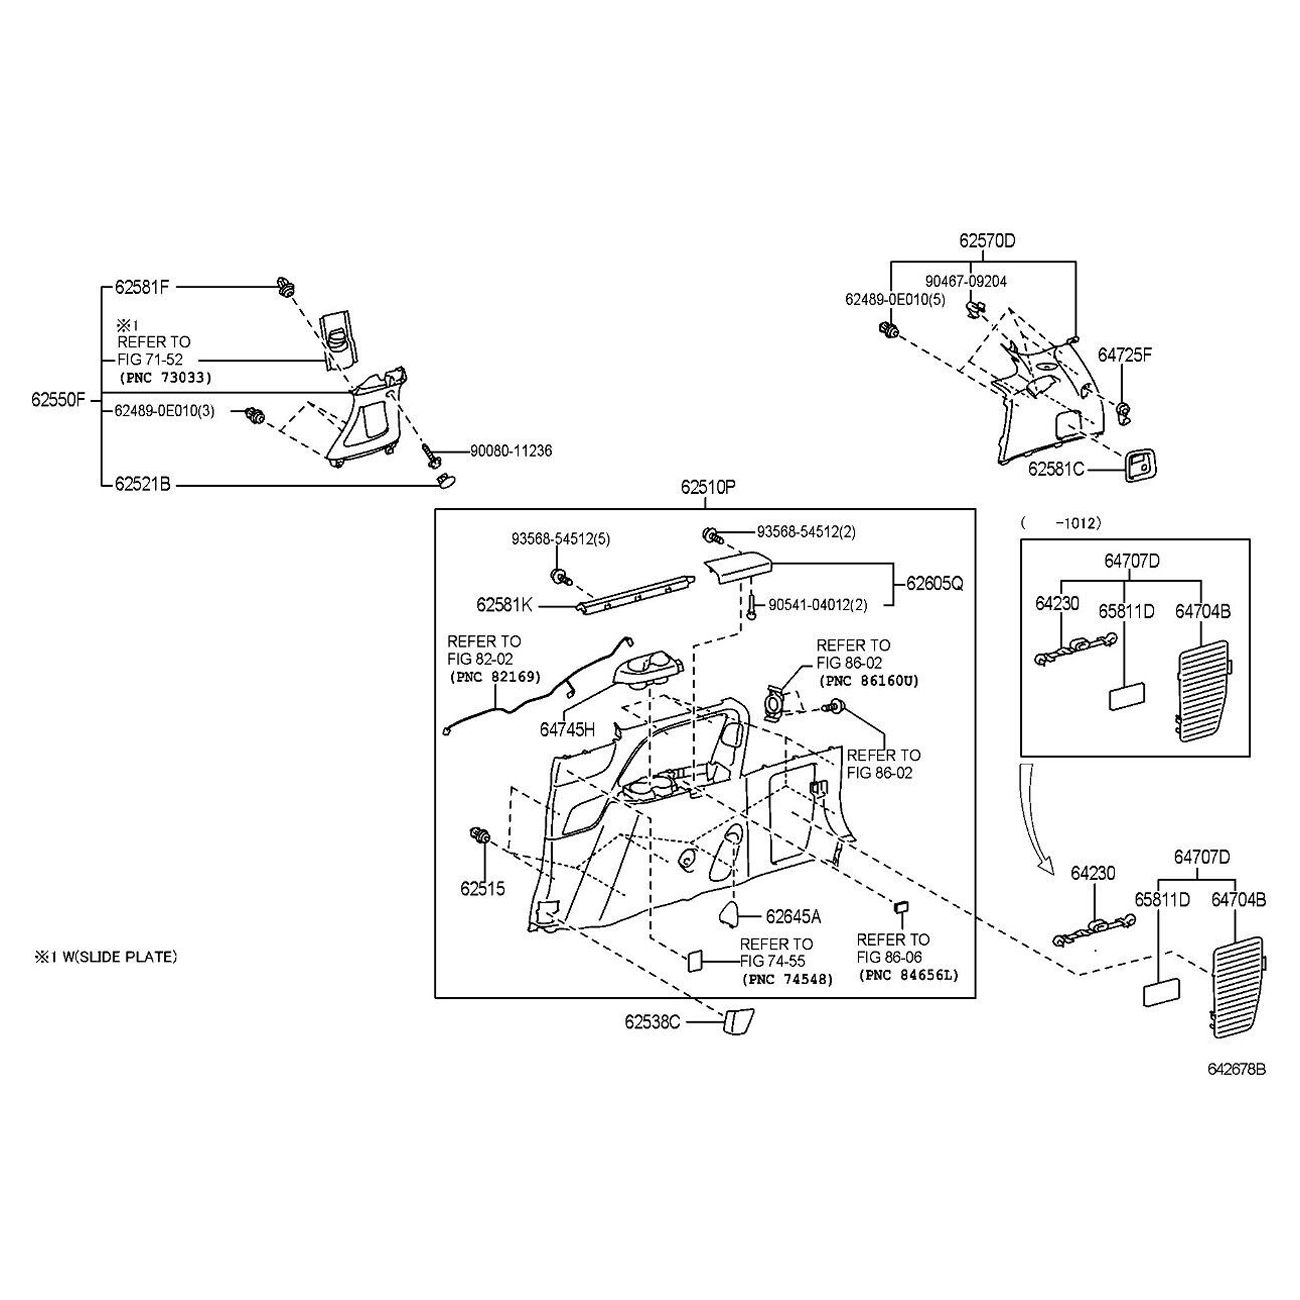 62581F
※1
REFER TO
FIG 71-52
(PNC 73033)
62550F
62489-0E010(3)
90080-11236
62521B
62570D
90467-09204
62489-0E010(5)
64725F
62581C
62510P
93568-54512(5)
93568-54512(2)
62581K
62605Q
90541-04012(2)
REFER TO
FIG 82-02
(PNC 82169)
64745H
REFER TO
FIG 86-02
(PNC 86160U)
REFER TO
FIG 86-02
62515
62645A
REFER TO
FIG 74-55
(PNC 74548)
REFER TO
FIG 86-06
(PNC 84656L)
62538C
( -1012)
64707D
64230
65811D
64704B
64707D
64230
65811D
64704B
※1 W(SLIDE PLATE)
642678B